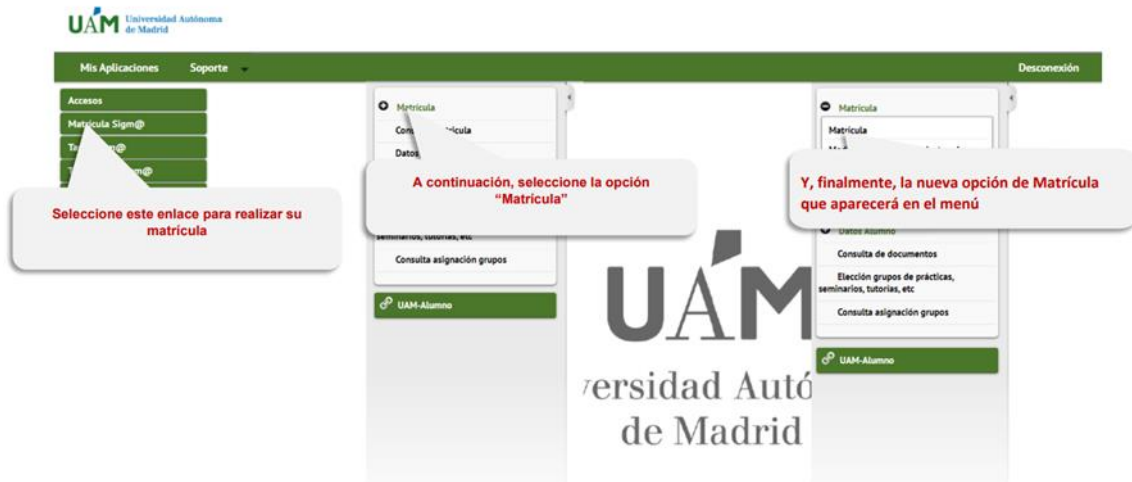 UAM Universidad Autónoma
de Madrid
Mis Aplicaciones Soporte Desconexión
Accesos
Matrícula Sigm@
Seleccione este enlace para realizar su
matrícula
Matrícula
Datos
A continuación, seleccione la opción
“Matrícula”
seminarios, tutorías, etc
Consulta asignación grupos
UAM-Alumno
UAM
versidad Autó
de Madrid
Matrícula
Matrícula
Y, finalmente, la nueva opción de Matrícula
que aparecerá en el menú
Datos Alumno
Consulta de documentos
Elección grupos de prácticas,
seminarios, tutorías, etc
Consulta asignación grupos
UAM-Alumno